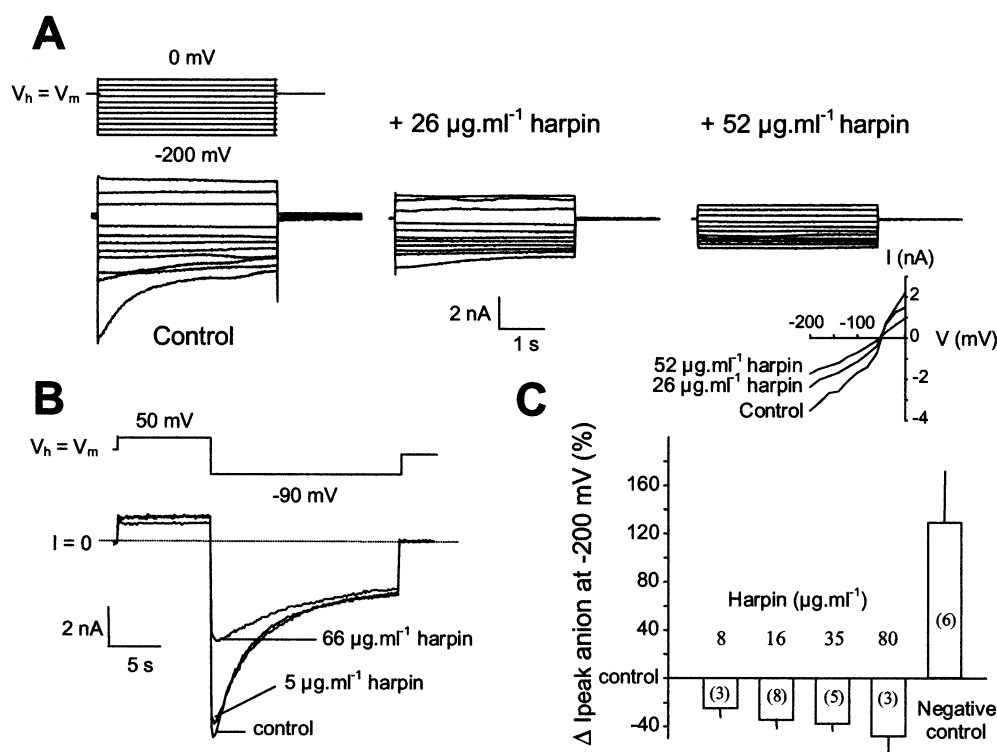 A
0 mV
Vh = Vm
-200 mV
+ 26 µg.ml-1 harpin
+ 52 µg.ml-1 harpin
Control
2 nA
1 s
I (nA)
2
-200
-100
0
V (mV)
52 µg.ml-1 harpin
26 µg.ml-1 harpin
-2
Control
-4
B
50 mV
Vh = Vm
-90 mV
I = 0
2 nA
5 s
66 µg.ml-1 harpin
5 µg.ml-1 harpin
control
C
Δ Ipeak anion at -200 mV (%)
160
120
80
40
control
-40
Harpin (µg.ml-1)
8 16 35 80
(3) (8) (5) (3) (6)
Negative
control